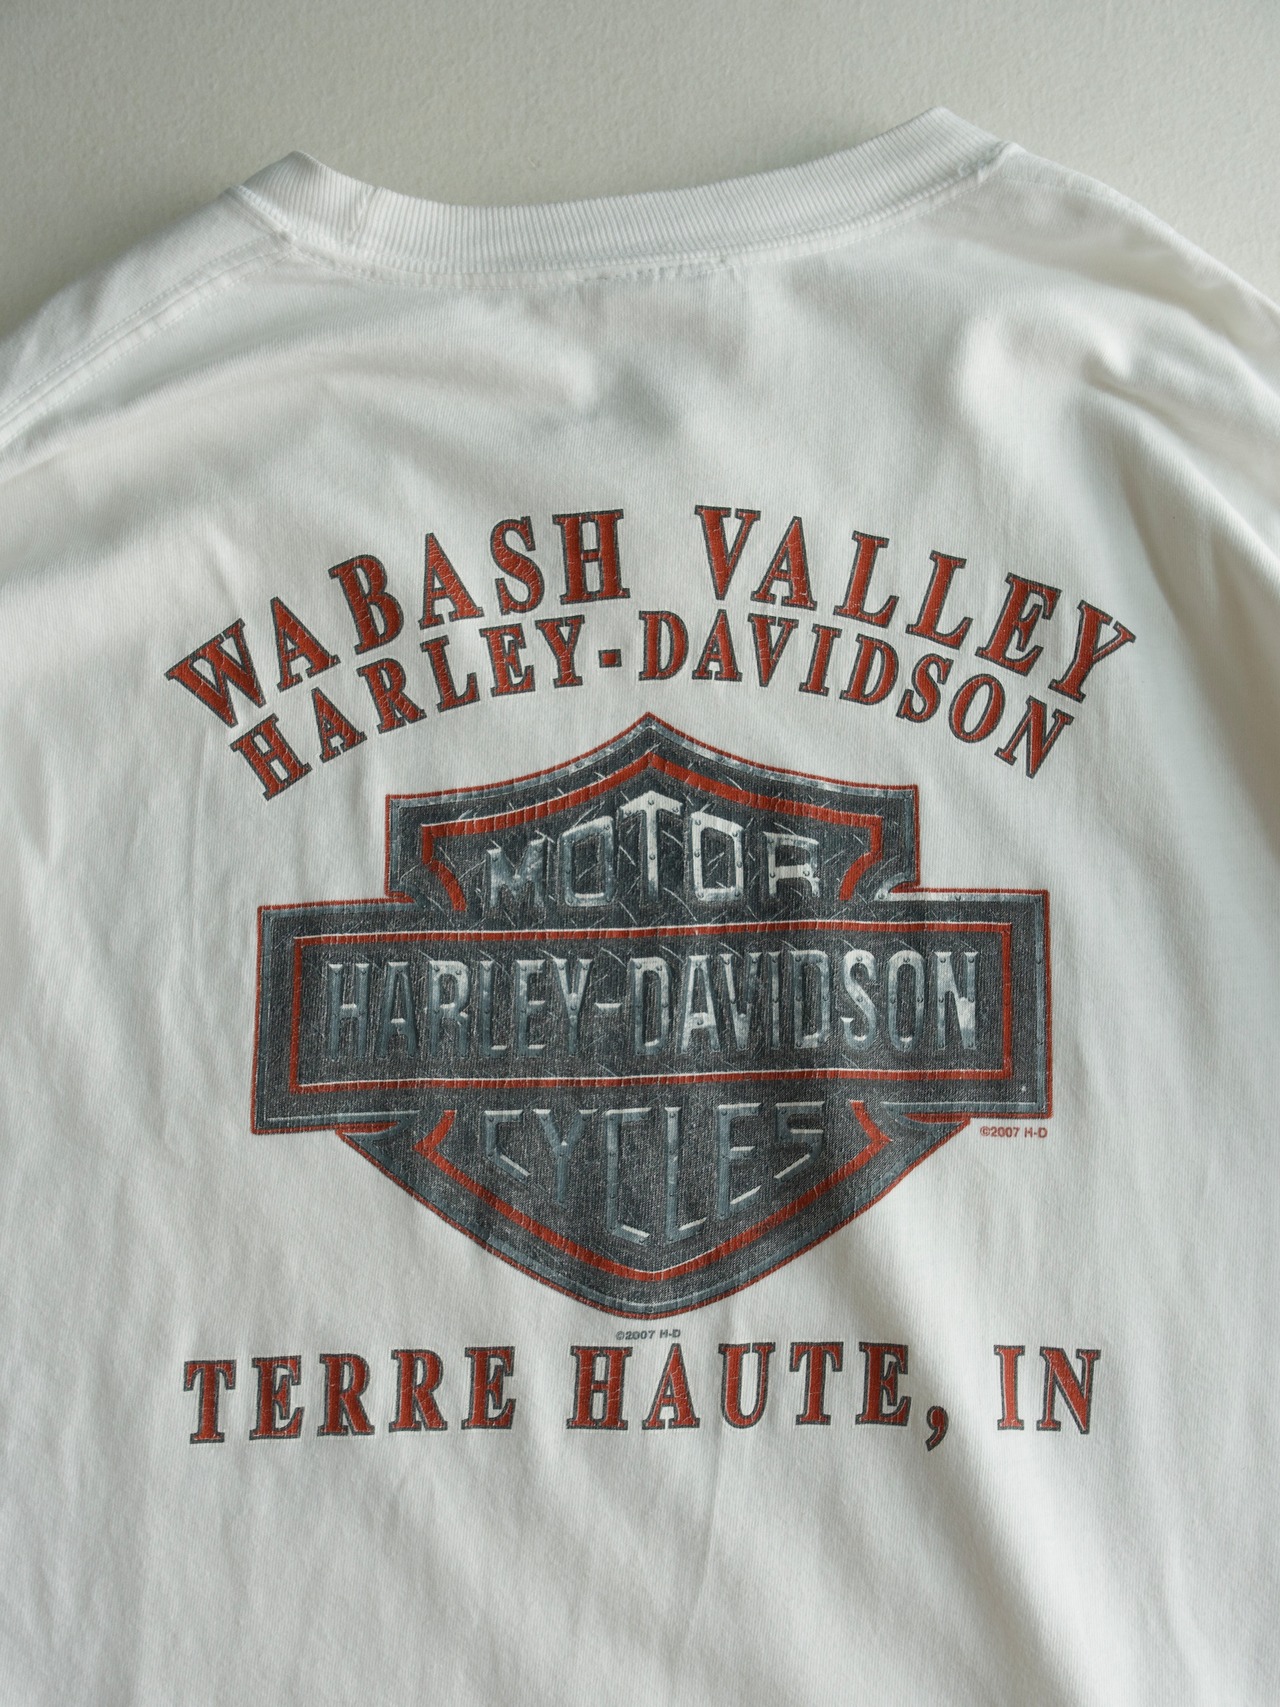 WABASH VALLEY
HARLEY-DAVIDSON
MOTOR
HARLEY-DAVIDSON
CYCLES
©2007 H-D
©2007 H-D
TERRE HAUTE, IN